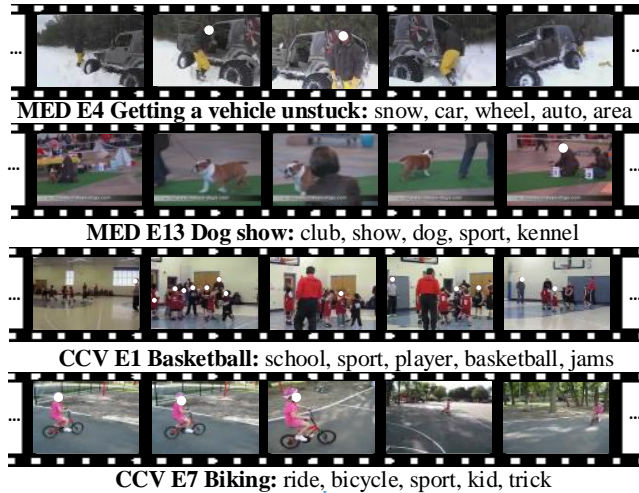 MED E4 Getting a vehicle unstuck: snow, car, wheel, auto, area
MED E13 Dog show: club, show, dog, sport, kennel
CCV E1 Basketball: school, sport, player, basketball, jams
CCV E7 Biking: ride, bicycle, sport, kid, trick